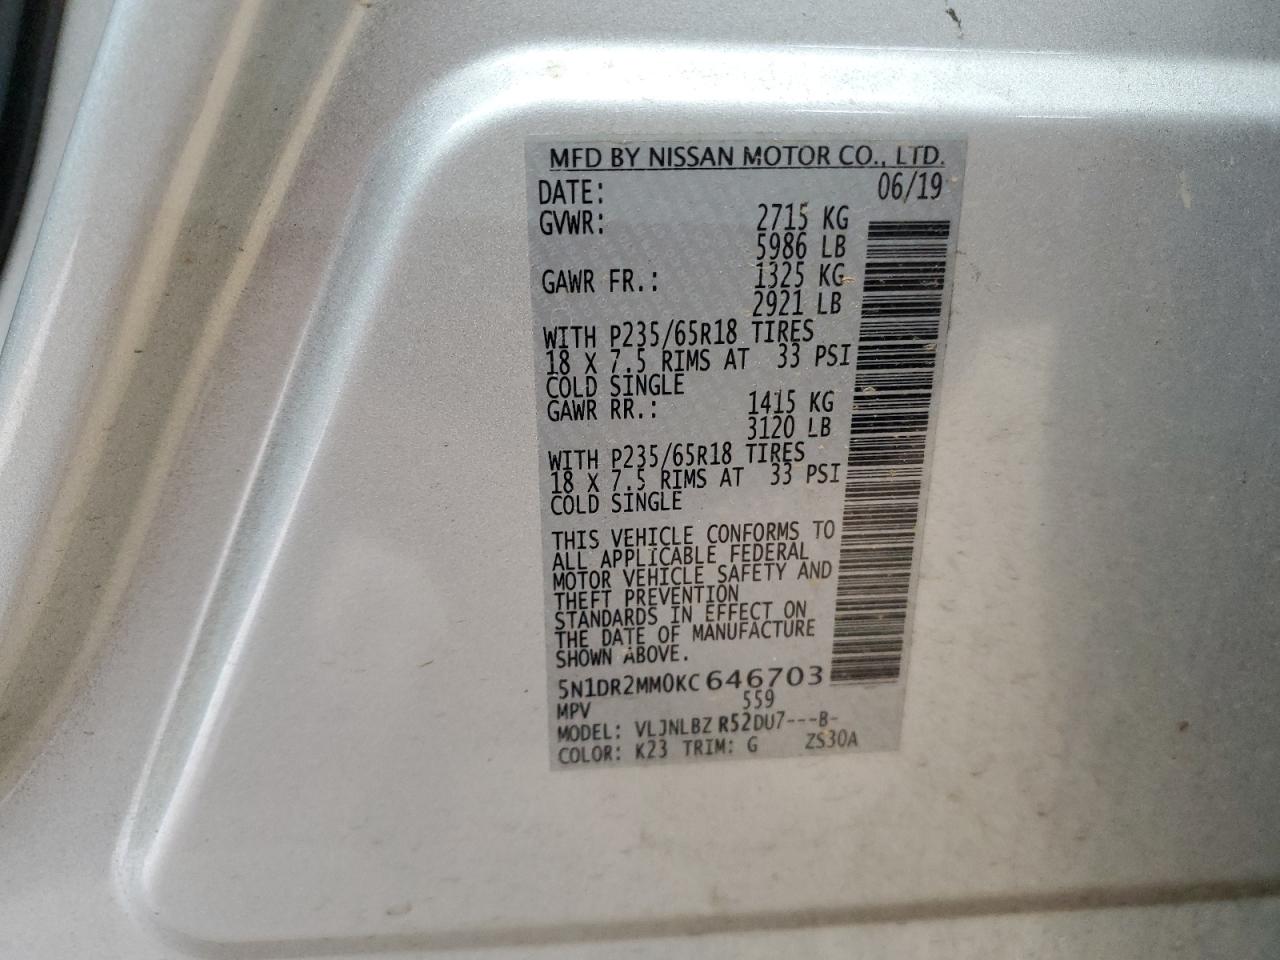 MFD BY NISSAN MOTOR CO., LTD.
DATE: 06/19
GVWR: 2715 KG
5986 LB
GAWR FR.: 1325 KG
2921 LB
WITH P235/65R18 TIRES
18 X 7.5 RIMS AT 33 PSI
COLD SINGLE
GAWR RR.: 1415 KG
3120 LB
WITH P235/65R18 TIRES
18 X 7.5 RIMS AT 33 PSI
COLD SINGLE
THIS VEHICLE CONFORMS TO
ALL APPLICABLE FEDERAL
MOTOR VEHICLE SAFETY AND
THEFT PREVENTION
STANDARDS IN EFFECT ON
THE DATE OF MANUFACTURE
SHOWN ABOVE.
5N1DR2MM0KC646703
MPV 559
MODEL: VLJNLBZ R52DU7---B-
COLOR: K23 TRIM: G ZS30A